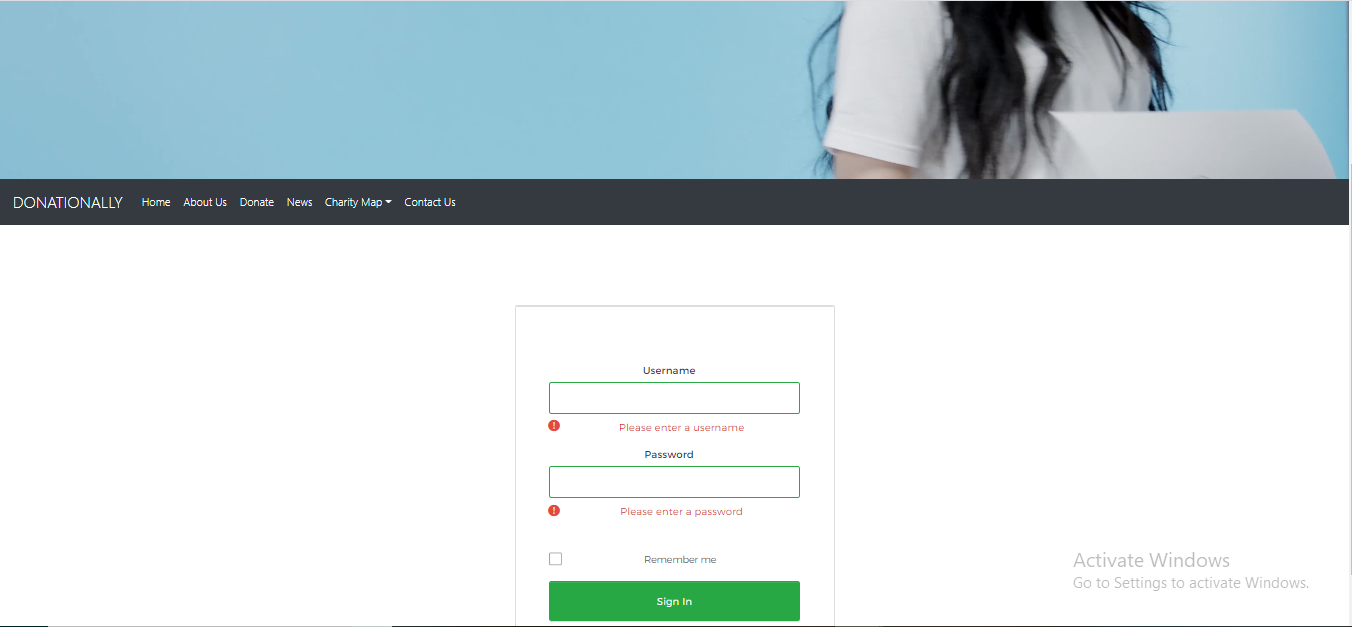 DONATIONALLY Home About Us Donate News Charity Map Contact Us
Username
Please enter a username
Password
Please enter a password
Remember me
Sign In
Activate Windows
Go to Settings to activate Windows.